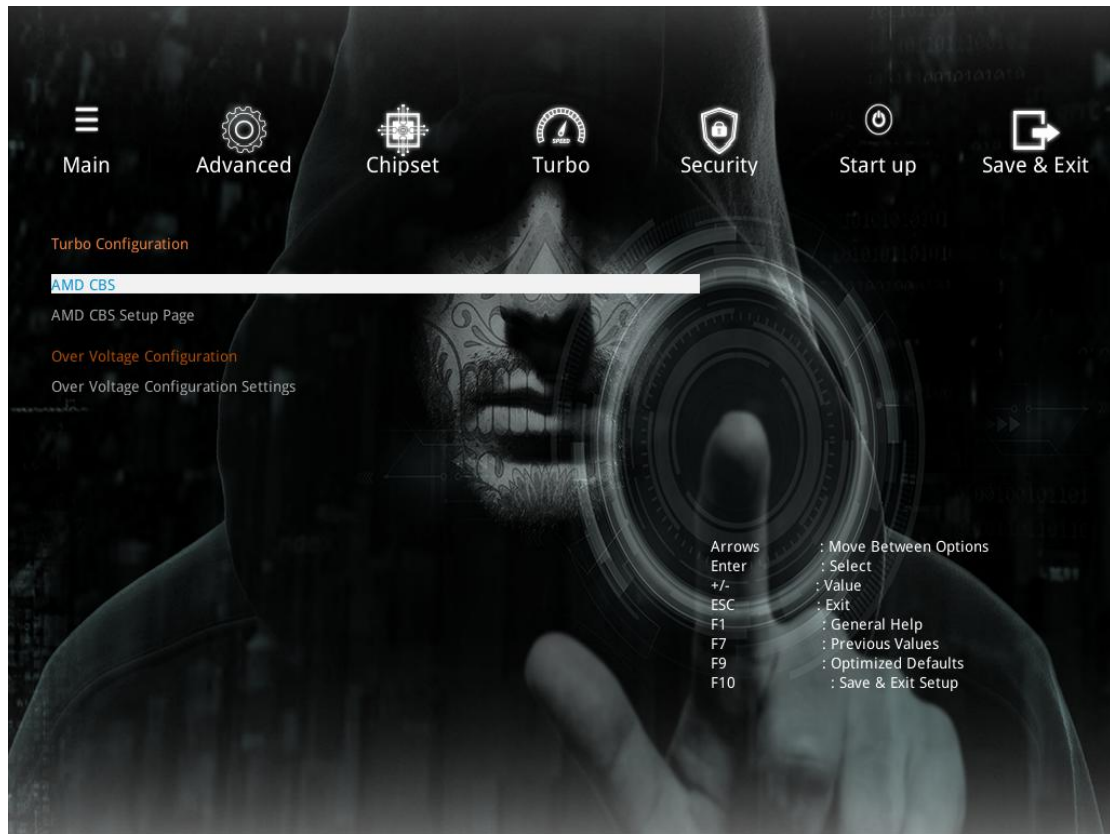 Main Advanced Chipset Turbo Security Start up Save & Exit
SPEED
Turbo Configuration
AMD CBS
AMD CBS Setup Page
Over Voltage Configuration
Over Voltage Configuration Settings
Arrows : Move Between Options
Enter : Select
+/- : Value
ESC : Exit
F1 : General Help
F7 : Previous Values
F9 : Optimized Defaults
F10 : Save & Exit Setup